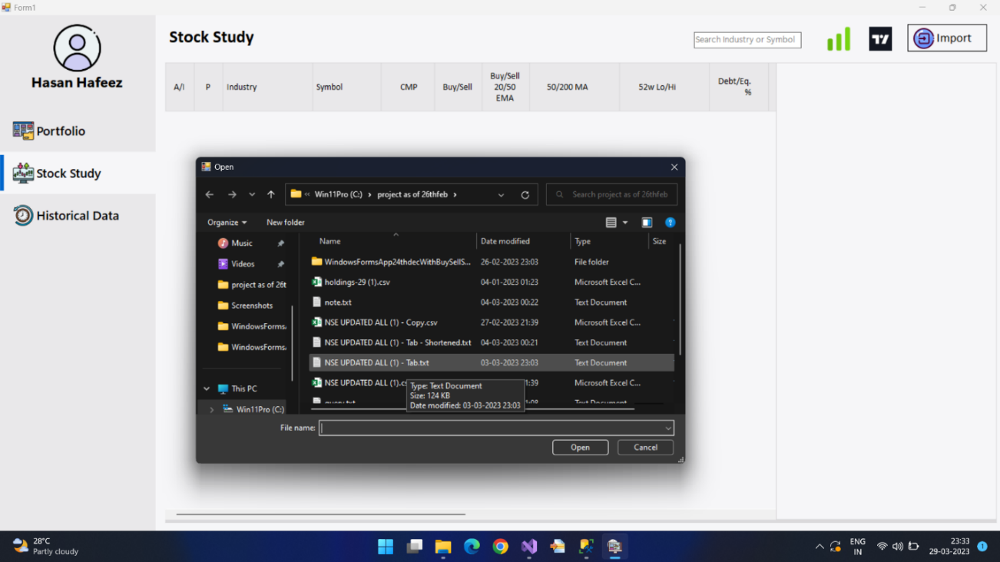 Form1
Hasan Hafeez
Portfolio
Stock Study
Historical Data
Stock Study
Search Industry or Symbol
Import
A/I P Industry Symbol CMP Buy/Sell Buy/Sell 20/50 EMA 50/200 MA 52w Lo/Hi Debt/Eq. %
Open
« Win11Pro (C:) › project as of 26thfeb ›
Search project as of 26thfeb
Organize New folder
Music
Videos
project as of 26t
Screenshots
WindowsForms
WindowsForms
This PC
Win11Pro (C:)
Name Date modified Type Size
WindowsFormsApp24thdecWithBuySellS... 26-02-2023 23:03 File folder
holdings-29 (1).csv 04-01-2023 01:23 Microsoft Excel C...
note.txt 04-03-2023 00:22 Text Document
NSE UPDATED ALL (1) - Copy.csv 27-02-2023 21:39 Microsoft Excel C...
NSE UPDATED ALL (1) - Tab - Shortened.txt 04-03-2023 00:21 Text Document
NSE UPDATED ALL (1) - Tab.txt 03-03-2023 23:03 Text Document
NSE UPDATED ALL (1).cs 1:39 Microsoft Excel C...
Type: Text Document
Size: 124 KB
Date modified: 03-03-2023 23:03
File name:
Open Cancel
28°C
Partly cloudy
ENG
IN
23:33
29-03-2023
1